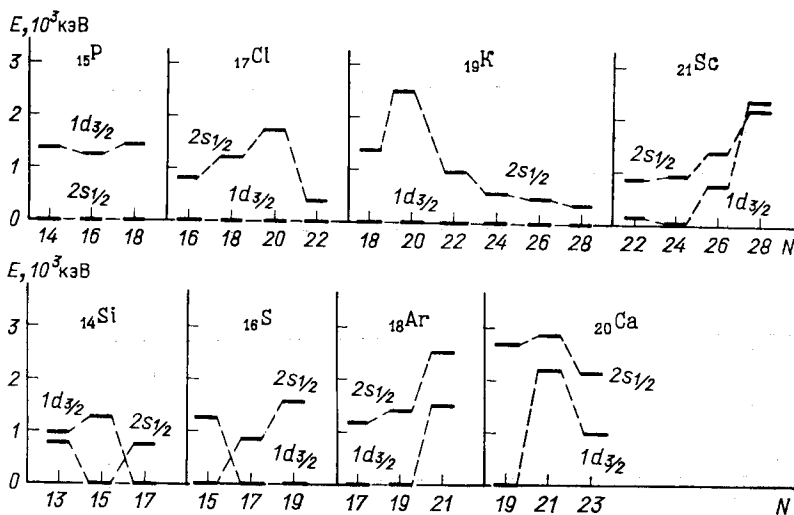 E, 10³кэВ
₁₅P ₁₇Cl ₁₉K ₂₁Sc
3
2
1
0
1d₃/₂
2s₁/₂
2s₁/₂
1d₃/₂
2s₁/₂
1d₃/₂
2s₁/₂
1d₃/₂
14 16 18 16 18 20 22 18 20 22 24 26 28 22 24 26 28 N
E, 10³кэВ
₁₄Si ₁₆S ₁₈Ar ₂₀Ca
3
2
1
0
1d₃/₂
2s₁/₂
2s₁/₂
1d₃/₂
2s₁/₂
1d₃/₂
2s₁/₂
1d₃/₂
13 15 17 15 17 19 17 19 21 19 21 23 N